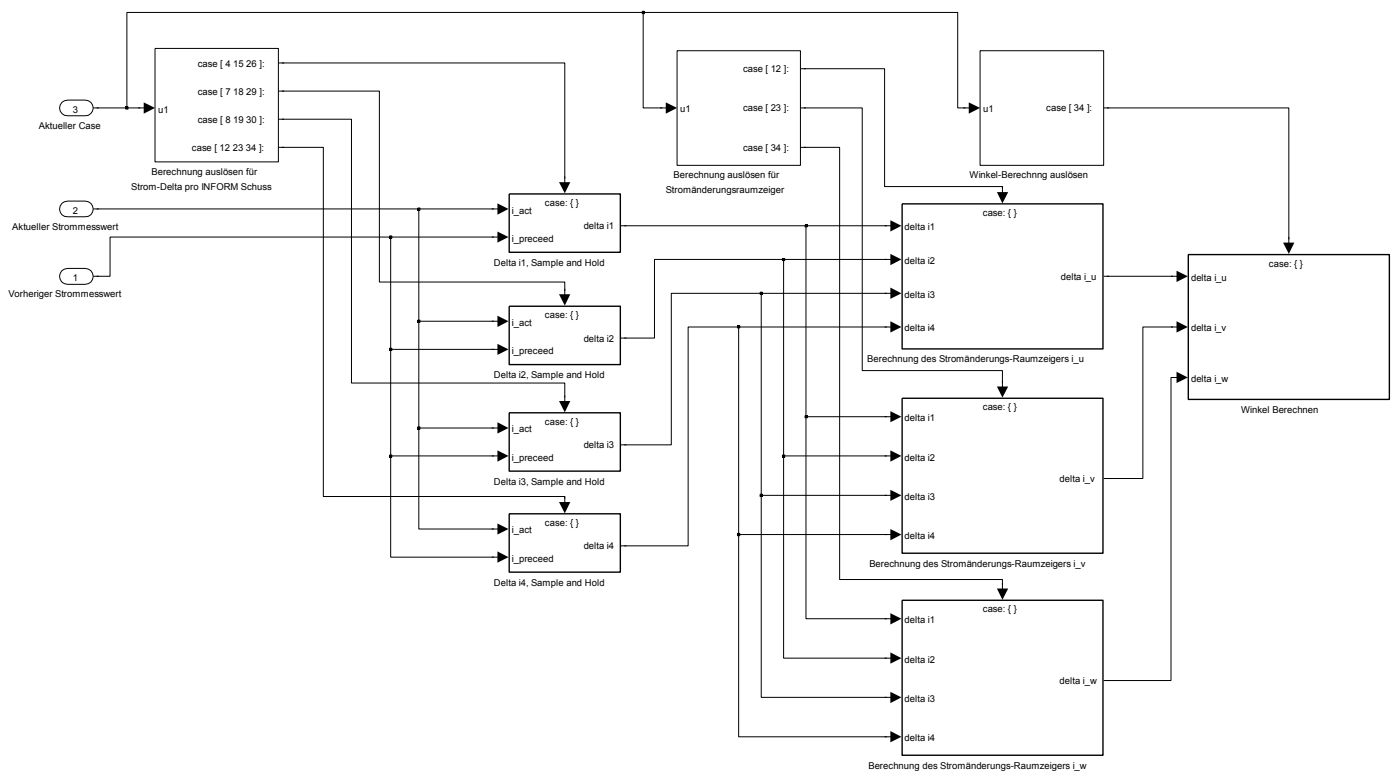 3
Aktueller Case
2
Aktueller Strommesswert
1
Vorheriger Strommesswert
u1
case [ 4 15 26 ]:
case [ 7 18 29 ]:
case [ 8 19 30 ]:
case [ 12 23 34 ]:
Berechnung auslösen für
Strom-Delta pro INFORM Schuss
u1
case [ 12 ]:
case [ 23 ]:
case [ 34 ]:
Berechnung auslösen für
Stromänderungsraumzeiger
u1
case [ 34 ]:
Winkel-Berechnng auslösen
case: { }
i_act
i_preceed
delta i1
Delta i1, Sample and Hold
case: { }
i_act
i_preceed
delta i2
Delta i2, Sample and Hold
case: { }
i_act
i_preceed
delta i3
Delta i3, Sample and Hold
case: { }
i_act
i_preceed
delta i4
Delta i4, Sample and Hold
case: { }
delta i1
delta i2
delta i3
delta i4
delta i_u
Berechnung des Stromänderungs-Raumzeigers i_u
case: { }
delta i1
delta i2
delta i3
delta i4
delta i_v
Berechnung des Stromänderungs-Raumzeigers i_v
case: { }
delta i1
delta i2
delta i3
delta i4
delta i_w
Berechnung des Stromänderungs-Raumzeigers i_w
case: { }
delta i_u
delta i_v
delta i_w
Winkel Berechnen